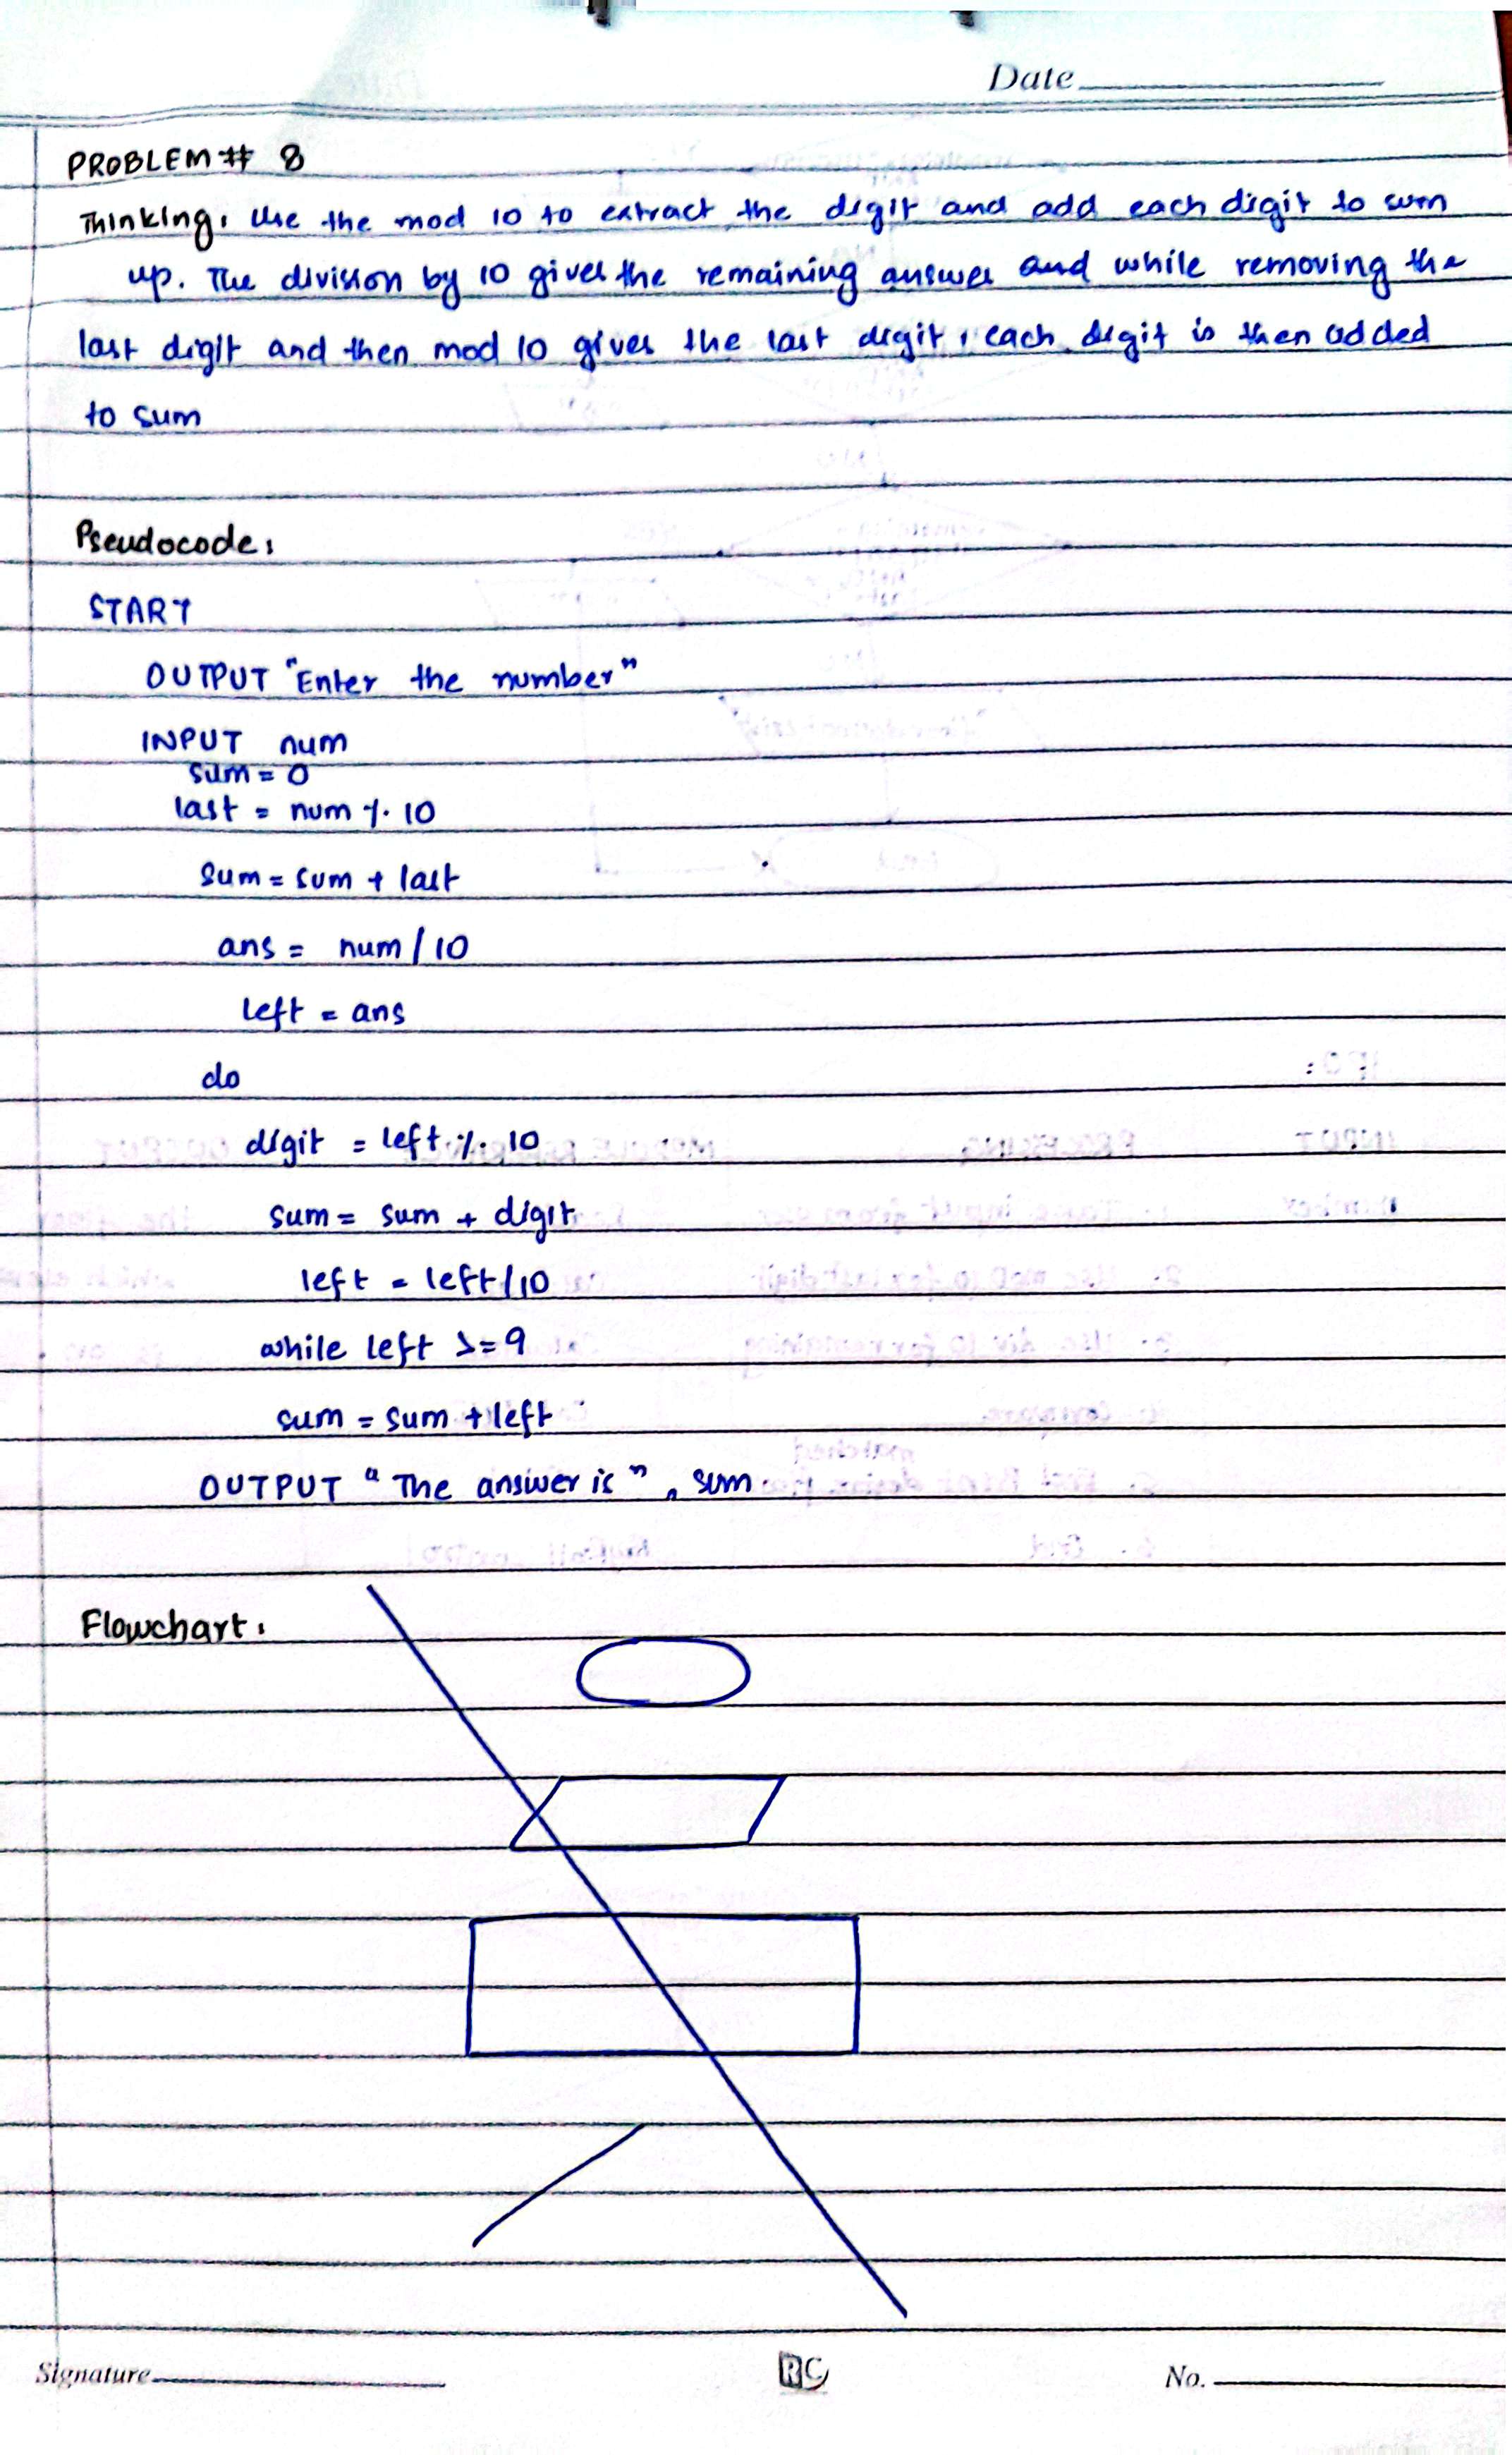 Date
PROBLEM # 8
Thinking: Use the mod 10 to extract the digit and add each digit to sum
up. The division by 10 gives the remaining answer and while removing the
last digit and then mod 10 gives the last digit, each digit is then added
to sum
Pseudocode:
START
OUTPUT "Enter the number"
INPUT num
sum = 0
last = num % 10
sum = sum + last
ans = num / 10
left = ans
do
digit = left % 10
sum = sum + digit
left = left/10
while left >= 9
sum = sum + left
OUTPUT "The answer is", sum
Flowchart:
Signature
RC
No.